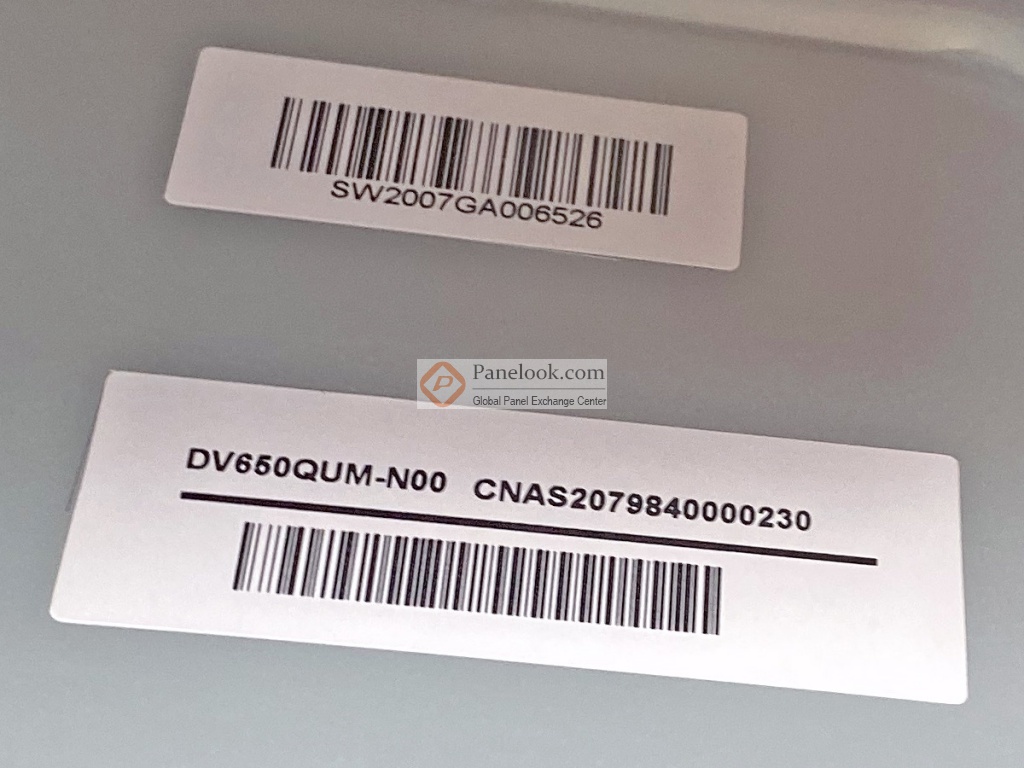 SW2007GA006526
Panelook.com
Global Panel Exchange Center
DV650QUM-N00 CNAS2079840000230